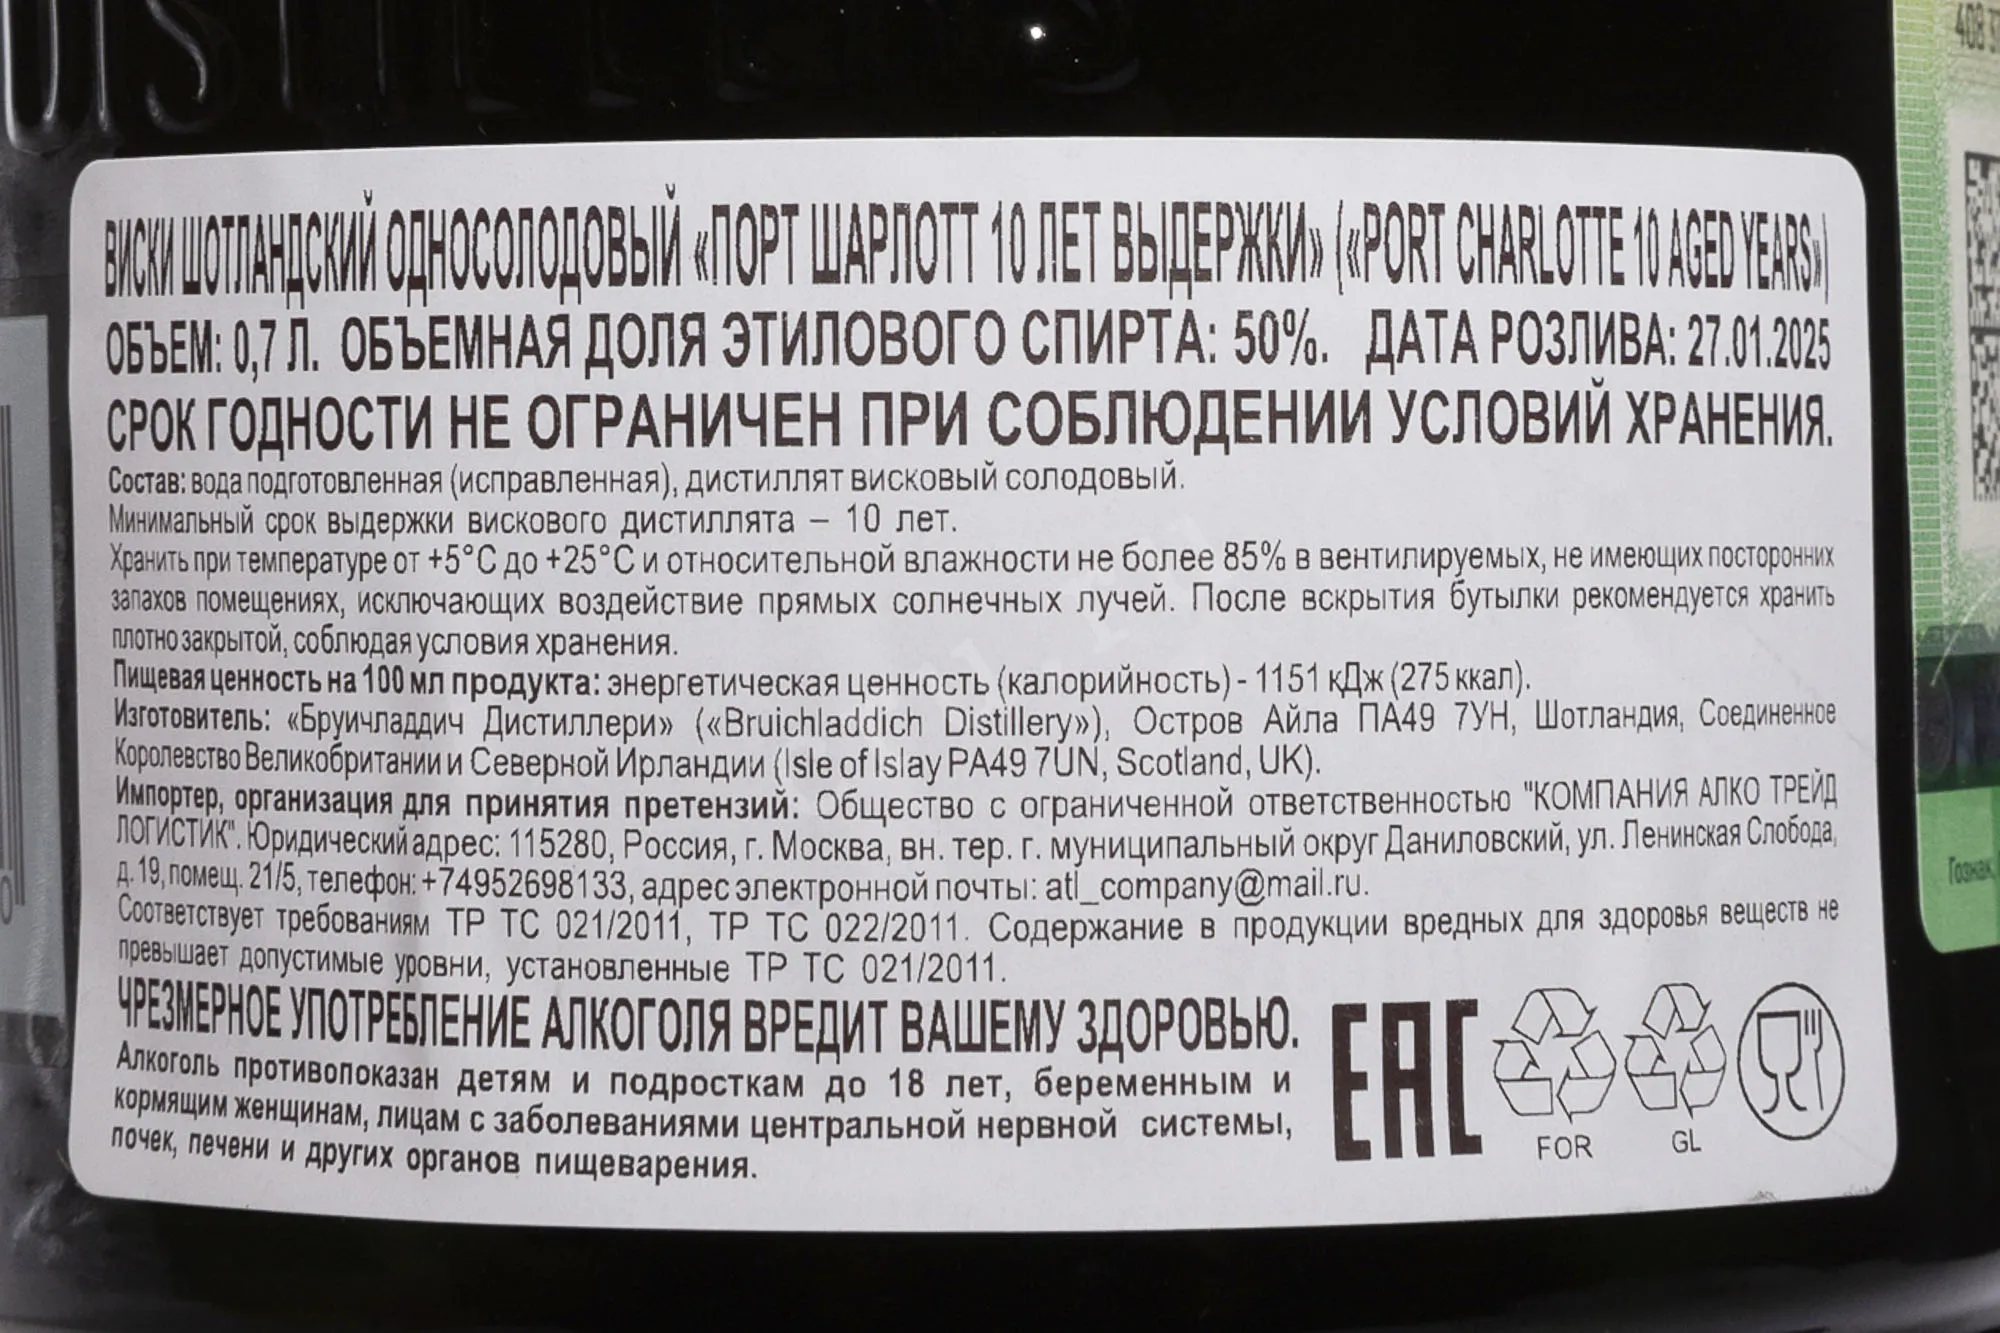 ВИСКИ ШОТЛАНДСКИЙ ОДНОСОЛОДОВЫЙ «ПОРТ ШАРЛОТТ 10 ЛЕТ ВЫДЕРЖКИ» («PORT CHARLOTTE 10 AGED YEARS»)
ОБЪЕМ: 0,7 Л. ОБЪЕМНАЯ ДОЛЯ ЭТИЛОВОГО СПИРТА: 50%. ДАТА РОЗЛИВА: 27.01.2025
СРОК ГОДНОСТИ НЕ ОГРАНИЧЕН ПРИ СОБЛЮДЕНИИ УСЛОВИЙ ХРАНЕНИЯ.
Состав: вода подготовленная (исправленная), дистиллят висковый солодовый.
Минимальный срок выдержки вискового дистиллята – 10 лет.
Хранить при температуре от +5°С до +25°С и относительной влажности не более 85% в вентилируемых, не имеющих посторонних
запахов помещениях, исключающих воздействие прямых солнечных лучей. После вскрытия бутылки рекомендуется хранить
плотно закрытой, соблюдая условия хранения.
Пищевая ценность на 100 мл продукта: энергетическая ценность (калорийность) - 1151 кДж (275 ккал).
Изготовитель: «Бруичладдич Дистиллери» («Bruichladdich Distillery»), Остров Айла ПА49 7УН, Шотландия, Соединенное
Королевство Великобритании и Северной Ирландии (Isle of Islay PA49 7UN, Scotland, UK).
Импортер, организация для принятия претензий: Общество с ограниченной ответственностью "КОМПАНИЯ АЛКО ТРЕЙД
ЛОГИСТИК". Юридический адрес: 115280, Россия, г. Москва, вн. тер. г. муниципальный округ Даниловский, ул. Ленинская Слобода,
д. 19, помещ. 21/5, телефон: +74952698133, адрес электронной почты: atl_company@mail.ru.
Соответствует требованиям ТР ТС 021/2011, ТР ТС 022/2011. Содержание в продукции вредных для здоровья веществ не
превышает допустимые уровни, установленные ТР ТС 021/2011.
ЧРЕЗМЕРНОЕ УПОТРЕБЛЕНИЕ АЛКОГОЛЯ ВРЕДИТ ВАШЕМУ ЗДОРОВЬЮ.
Алкоголь противопоказан детям и подросткам до 18 лет, беременным и
кормящим женщинам, лицам с заболеваниями центральной нервной системы,
почек, печени и других органов пищеварения.
EAC
FOR
GL
408
Гознак